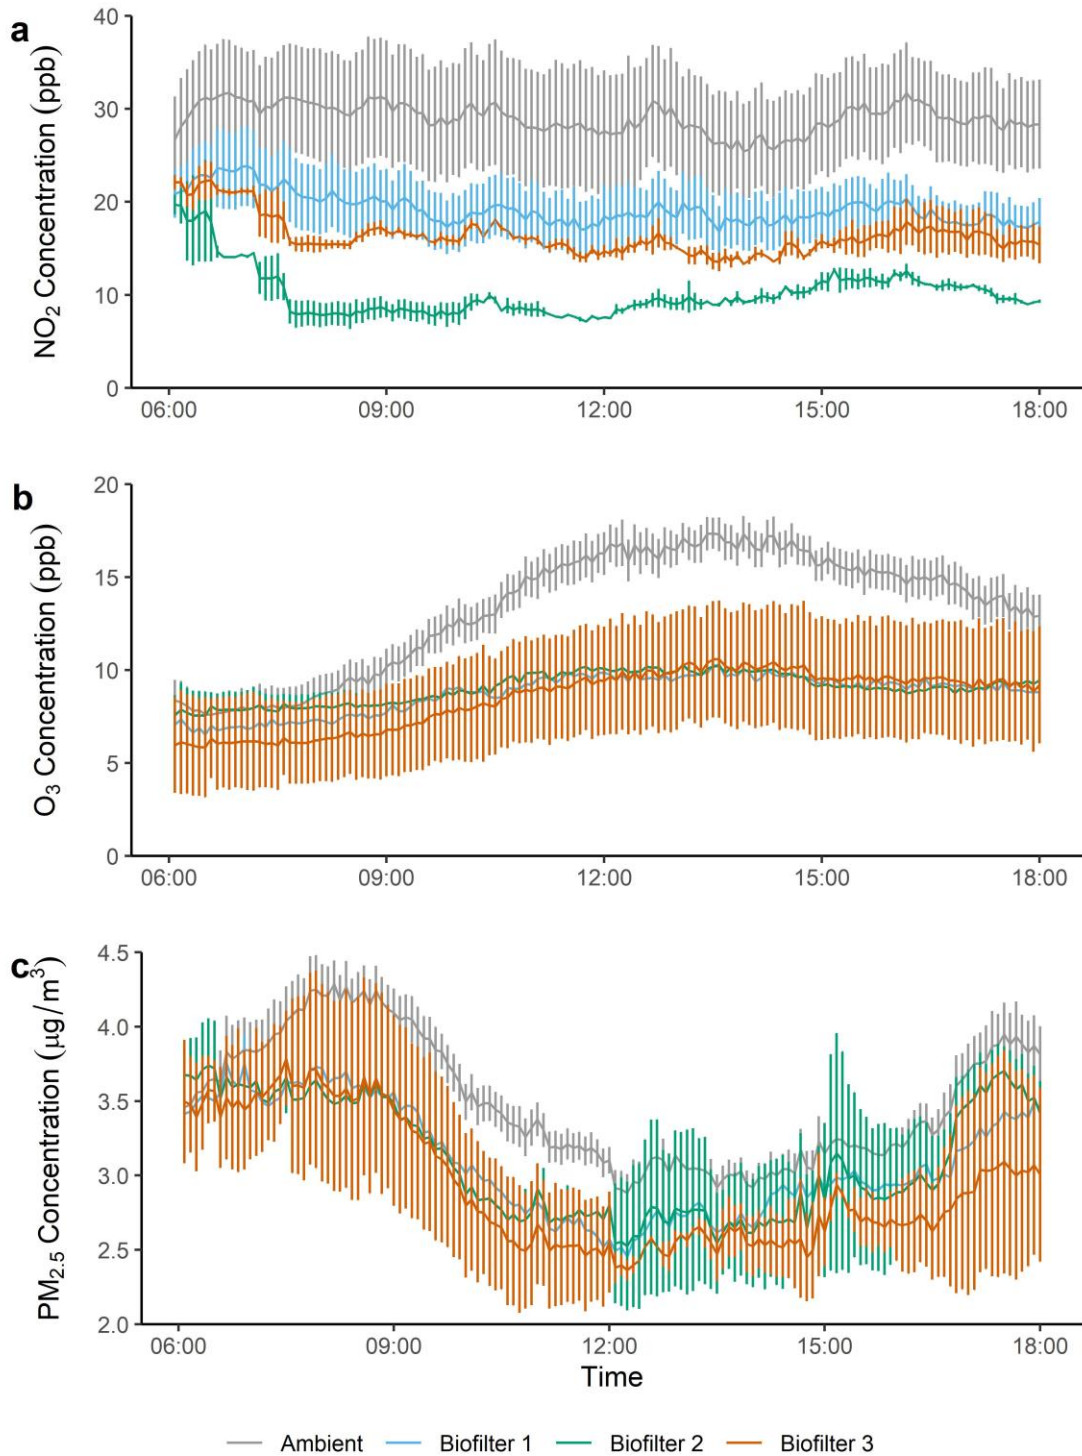 a
NO₂ Concentration (ppb)
40
30
20
10
0
06:00 09:00 12:00 15:00 18:00
b
O₃ Concentration (ppb)
20
15
10
5
0
06:00 09:00 12:00 15:00 18:00
c
PM₂.₅ Concentration (µg/m³)
4.5
4.0
3.5
3.0
2.5
2.0
06:00 09:00 12:00 15:00 18:00
Time
Ambient Biofilter 1 Biofilter 2 Biofilter 3